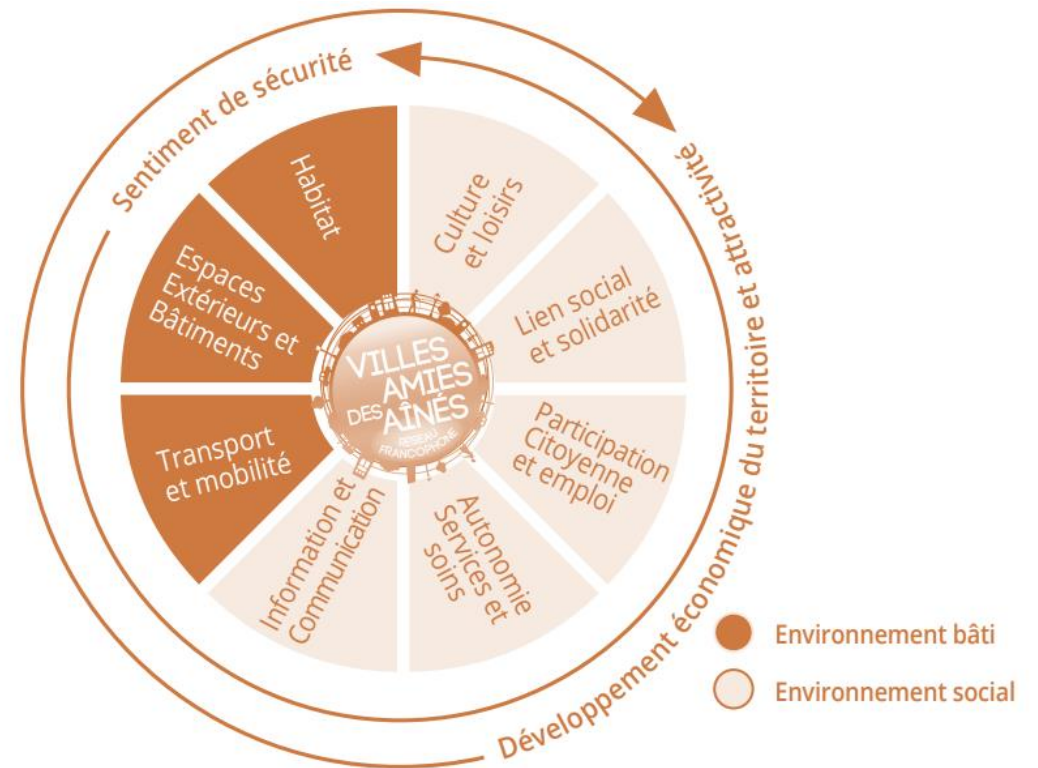 Sentiment de sécurité
Développement économique du territoire et attractivité
Habitat
Culture
et loisirs
Lien social
et solidarité
Participation
Citoyenne
et emploi
Autonomie
Services et
soins
Information et
Communication
Transport
et mobilité
Espaces
Extérieurs et
Bâtiments
VILLES
AMIES
DES AÎNÉS
RÉSEAU
FRANCOPHONE
Environnement bâti
Environnement social